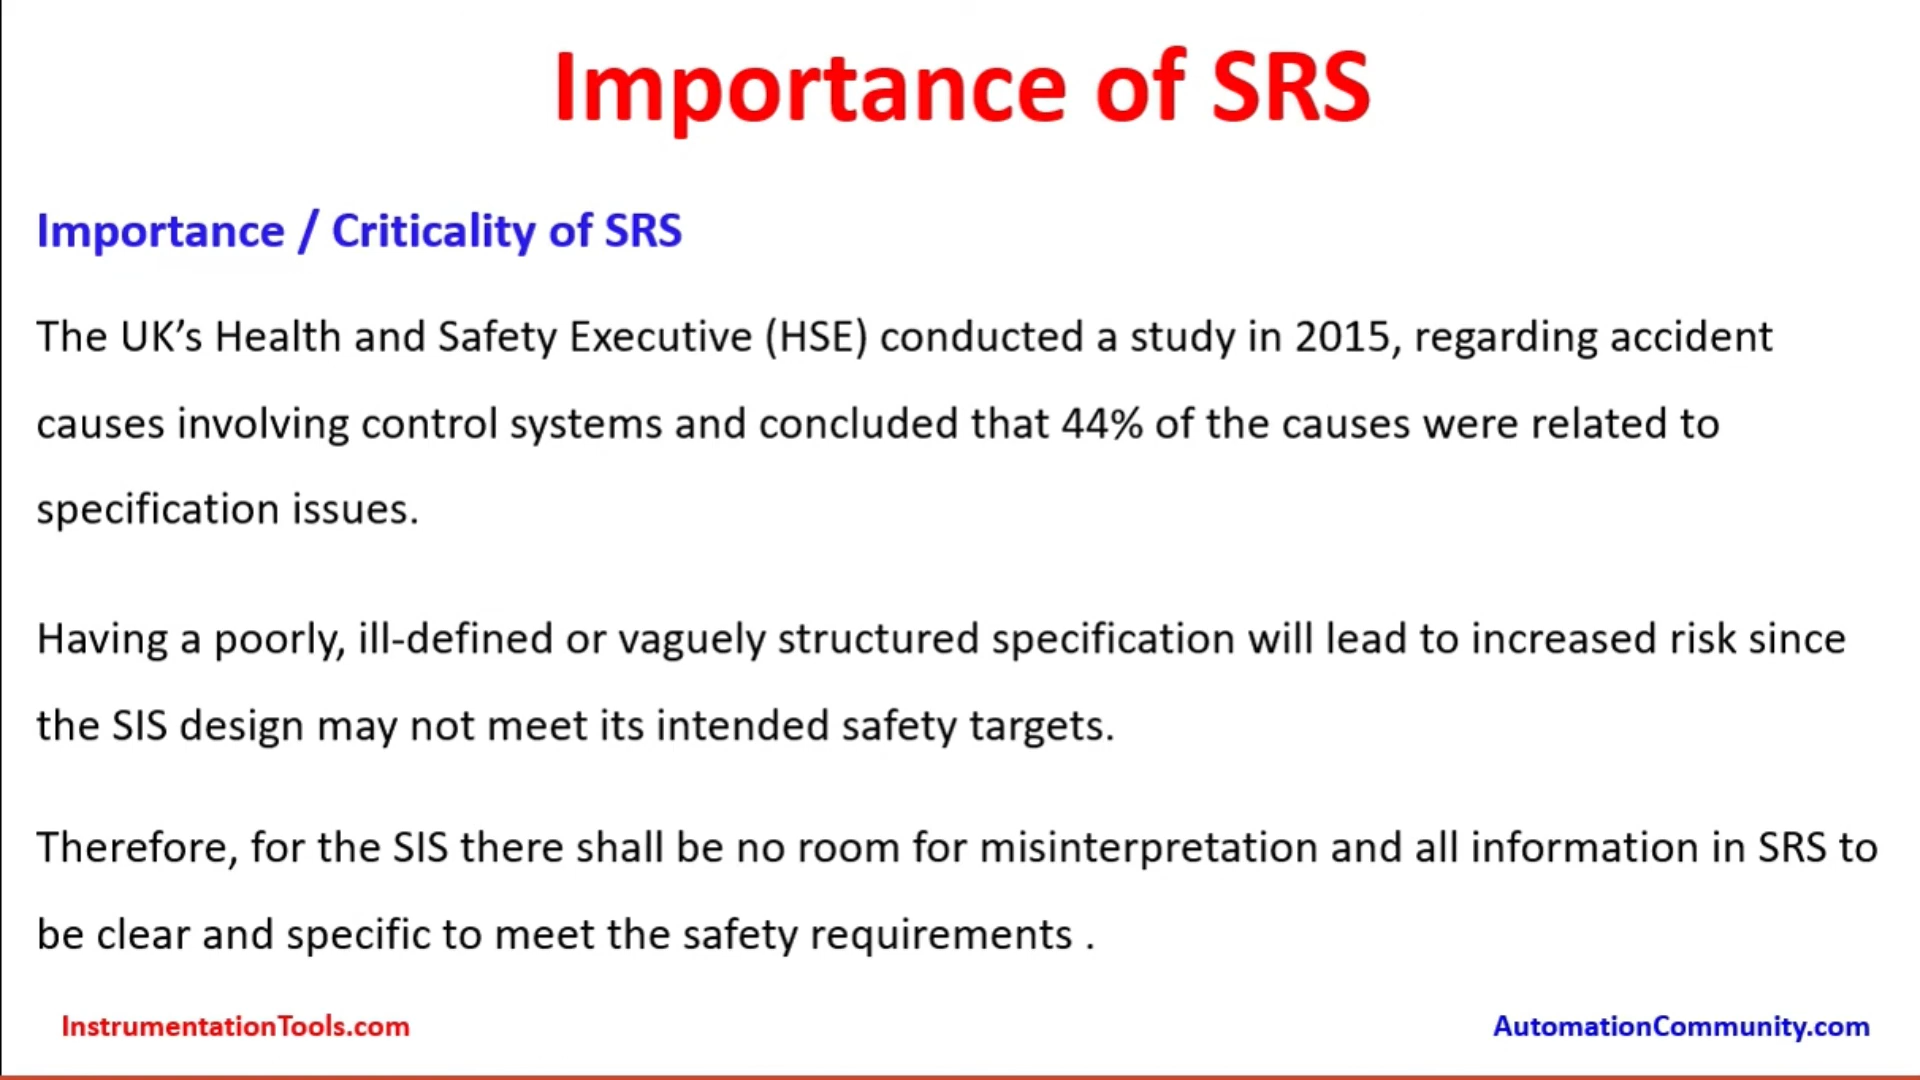 Importance of SRS
Importance / Criticality of SRS
The UK’s Health and Safety Executive (HSE) conducted a study in 2015, regarding accident
causes involving control systems and concluded that 44% of the causes were related to
specification issues.
Having a poorly, ill-defined or vaguely structured specification will lead to increased risk since
the SIS design may not meet its intended safety targets.
Therefore, for the SIS there shall be no room for misinterpretation and all information in SRS to
be clear and specific to meet the safety requirements .
InstrumentationTools.com
AutomationCommunity.com